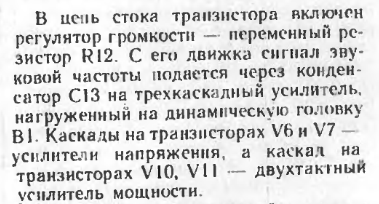 В цепь стока транзистора включен
регулятор громкости — переменный ре-
зистор R12. С его движка сигнал зву-
ковой частоты подается через конден-
сатор С13 на трехкаскадный усилитель,
нагруженный на динамическую головку
В1. Каскады на транзисторах V6 и V7 —
усилители напряжения, а каскад на
транзисторах V10, V11 — двухтактный
усилитель мощности.